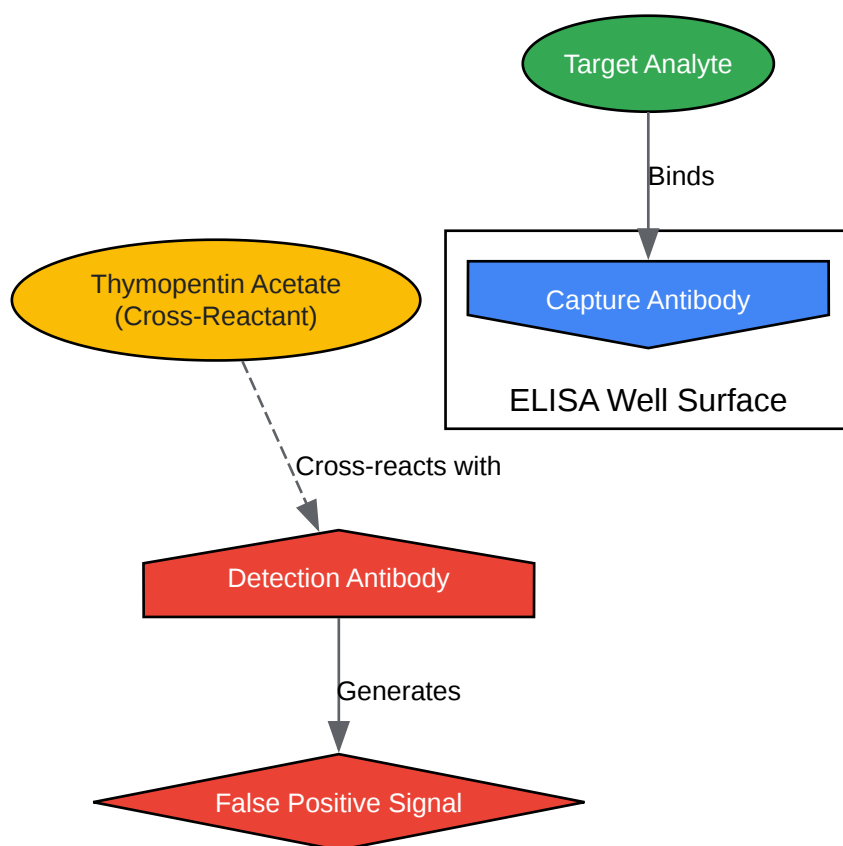 Target Analyte
Binds
Thymopentin Acetate
(Cross-Reactant)
Capture Antibody
ELISA Well Surface
Cross-reacts with
Detection Antibody
Generates
False Positive Signal